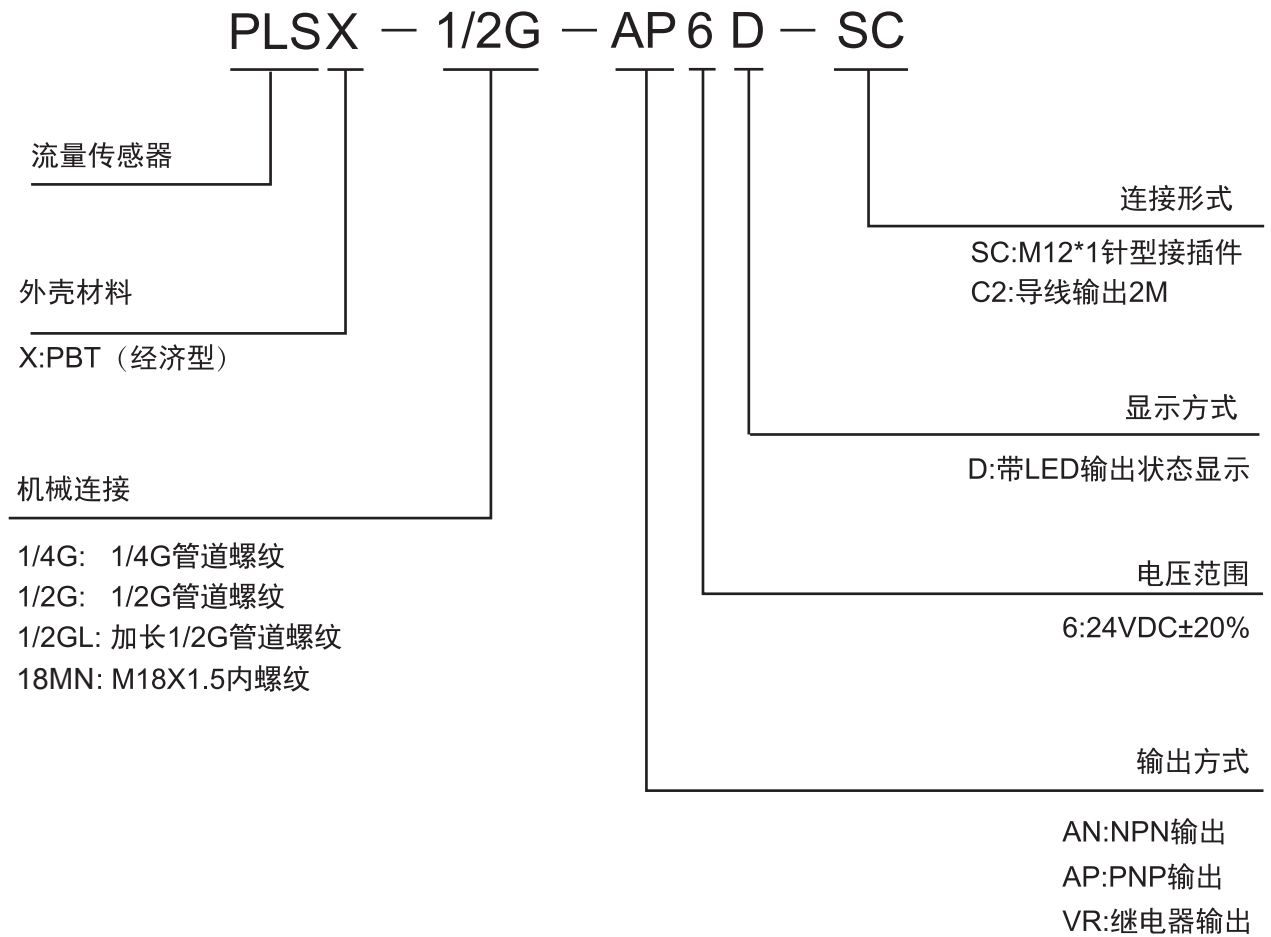 PLSX — 1/2G — AP6D — SC
流量传感器
外壳材料
X:PBT（经济型）
机械连接
1/4G: 1/4G管道螺纹
1/2G: 1/2G管道螺纹
1/2GL: 加长1/2G管道螺纹
18MN: M18X1.5内螺纹
连接形式
SC:M12*1针型接插件
C2:导线输出2M
显示方式
D:带LED输出状态显示
电压范围
6:24VDC±20%
输出方式
AN:NPN输出
AP:PNP输出
VR:继电器输出